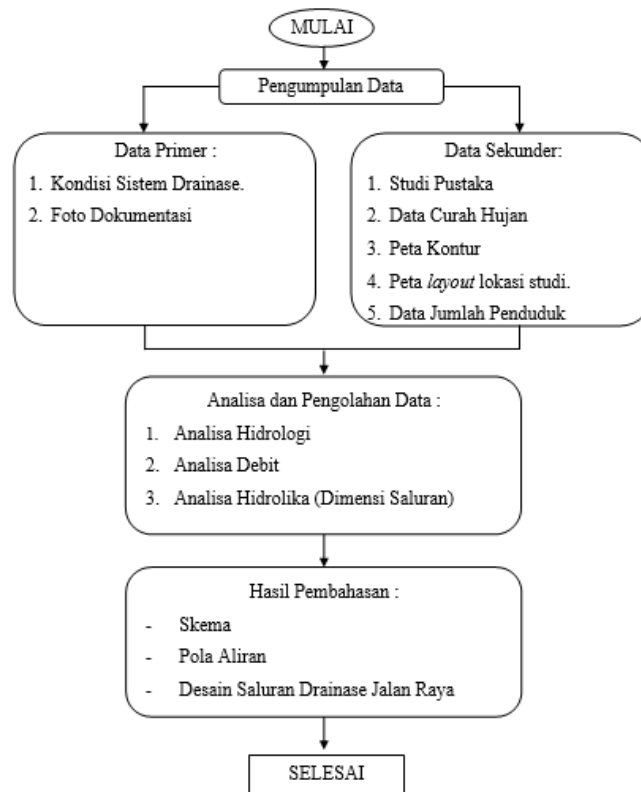 MULAI
Pengumpulan Data
Data Primer :
1. Kondisi Sistem Drainase.
2. Foto Dokumentasi
Data Sekunder:
1. Studi Pustaka
2. Data Curah Hujan
3. Peta Kontur
4. Peta layout lokasi studi.
5. Data Jumlah Penduduk
Analisa dan Pengolahan Data :
1. Analisa Hidrologi
2. Analisa Debit
3. Analisa Hidrolika (Dimensi Saluran)
Hasil Pembahasan :
- Skema
- Pola Aliran
- Desain Saluran Drainase Jalan Raya
SELESAI